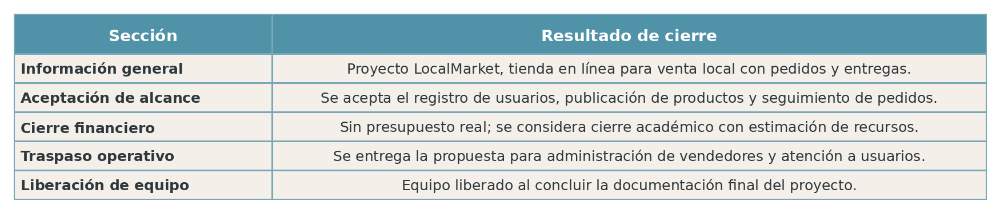 Sección Resultado de cierre
Información general Proyecto LocalMarket, tienda en línea para venta local con pedidos y entregas.
Aceptación de alcance Se acepta el registro de usuarios, publicación de productos y seguimiento de pedidos.
Cierre financiero Sin presupuesto real; se considera cierre académico con estimación de recursos.
Traspaso operativo Se entrega la propuesta para administración de vendedores y atención a usuarios.
Liberación de equipo Equipo liberado al concluir la documentación final del proyecto.